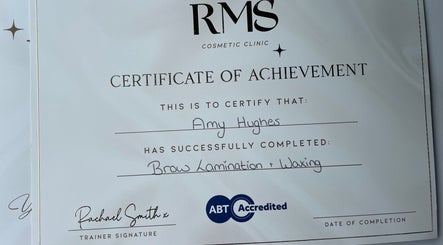 RMS
COSMETIC CLINIC
CERTIFICATE OF ACHIEVEMENT
THIS IS TO CERTIFY THAT:
Amy Hughes
HAS SUCCESSFULLY COMPLETED:
Brow Lamination + Waxing
Rachael Smith x
TRAINER SIGNATURE
ABT Accredited
DATE OF COMPLETION